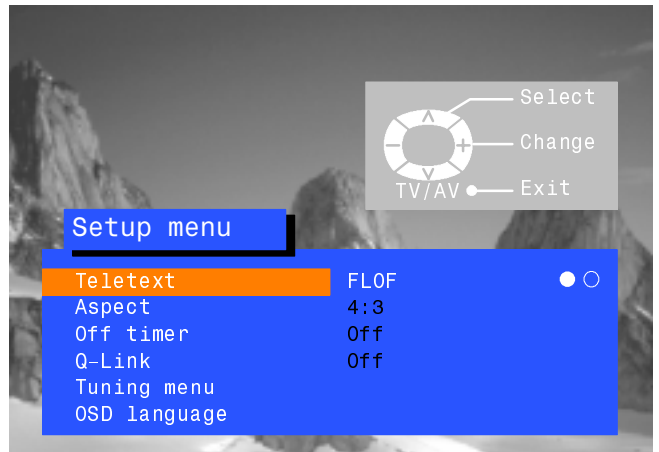 Select
Change
TV/AV Exit
Setup menu
Teletext FLOF
Aspect 4:3
Off timer Off
Q-Link Off
Tuning menu
OSD language